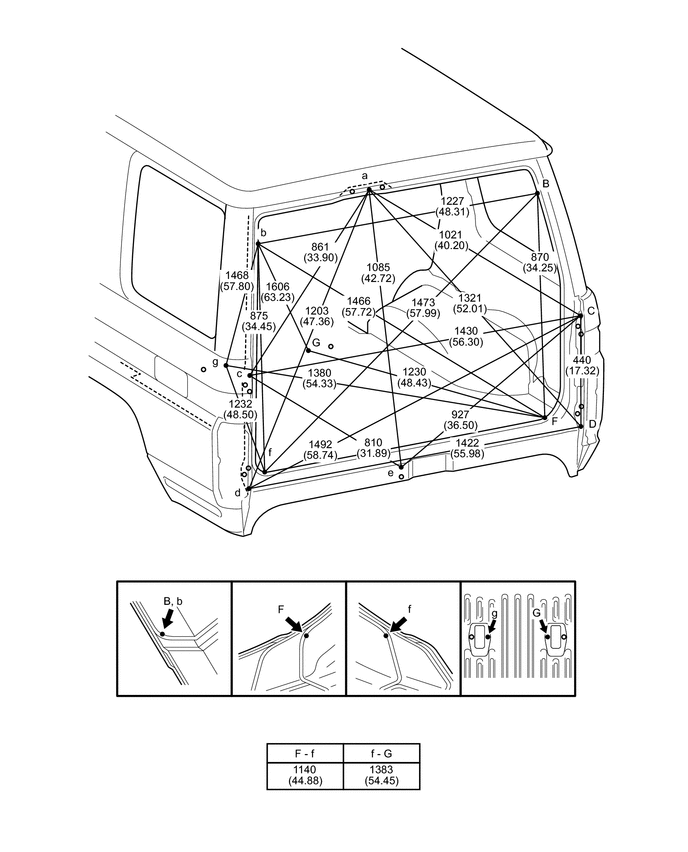 a
B
1227
(48.31)
b
1021
(40.20)
861
(33.90)
870
(34.25)
1085
(42.72)
1468
(57.80)
1606
(63.23)
1466
(57.72)
1473
(57.99)
1321
(52.01)
875
(34.45)
1203
(47.36)
C
1430
(56.30)
G
g
c
440
(17.32)
1380
(54.33)
1230
(48.43)
1232
(48.50)
927
(36.50)
F
D
1492
(58.74)
810
(31.89)
1422
(55.98)
f
e
d
B, b
F
f
g
G
F - f
f - G
1140
(44.88)
1383
(54.45)